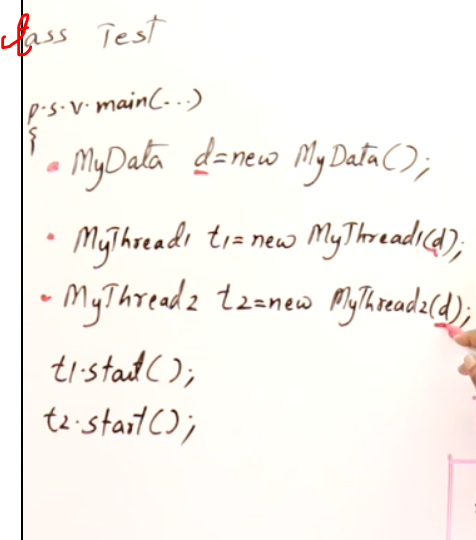 class Test
p.s.v. main(...)
{
MyData d=new MyData();
MyThread1 t1=new MyThread1(d);
MyThread2 t2=new MyThread2(d);
t1.start();
t2.start();